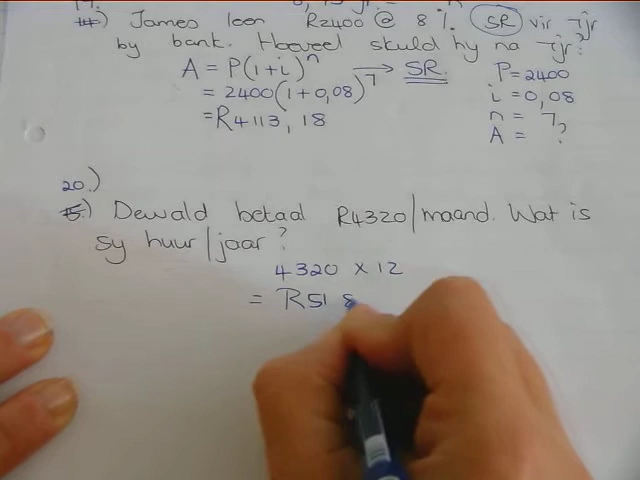 James leen R2400 @ 8 % (SR) vir 7jr
by bank. Hoeveel skuld hy na 7jr?
A = P(1+i)ⁿ → SR.
= 2400(1+0,08)⁷
= R4113,18
P = 2400
i = 0,08
n = 7
A = ?
20.)
Dewald betaal R4320/maand. Wat is
sy huur/jaar?
4320 x 12
= R51 8